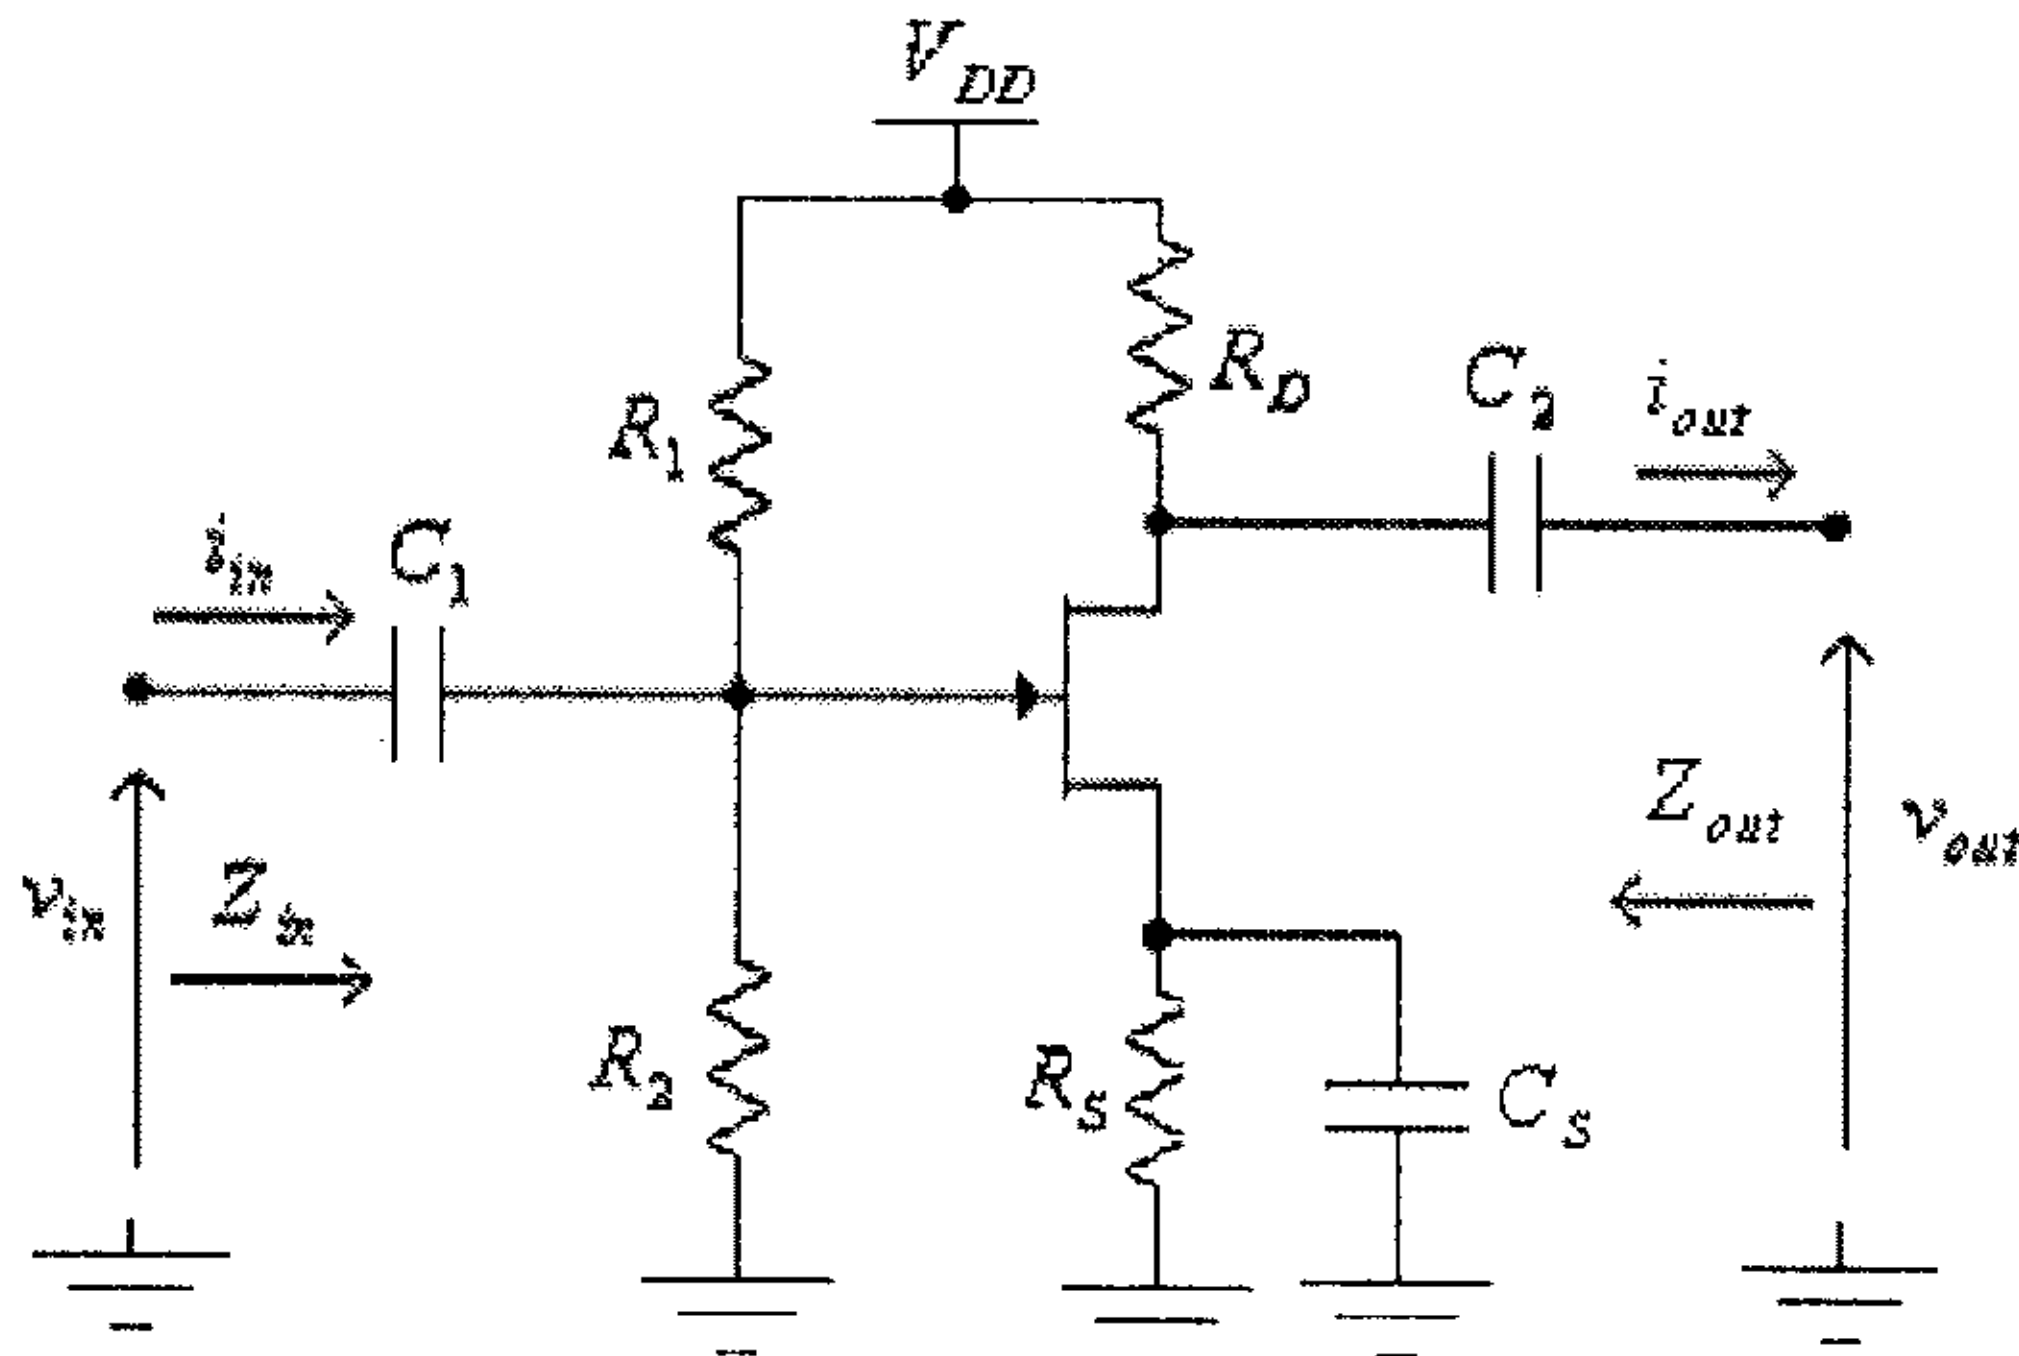 V_DD
R_D
C_2
i_out
R_1
i_in
C_1
Z_out
v_out
v_in
Z_in
R_2
R_S
C_s